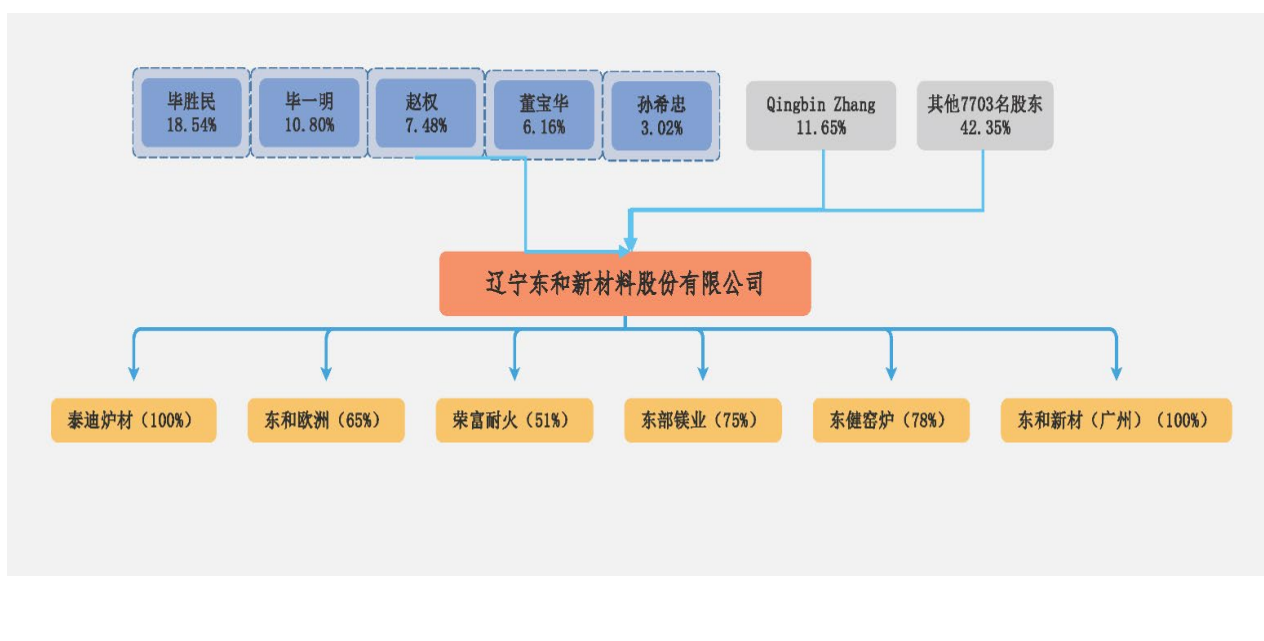 毕胜民
18.54%
毕一明
10.80%
赵权
7.48%
董宝华
6.16%
孙希忠
3.02%
Qingbin Zhang
11.65%
其他7703名股东
42.35%
辽宁东和新材料股份有限公司
泰迪炉材（100%）
东和欧洲（65%）
荣富耐火（51%）
东部镁业（75%）
东健窑炉（78%）
东和新材（广州）（100%）